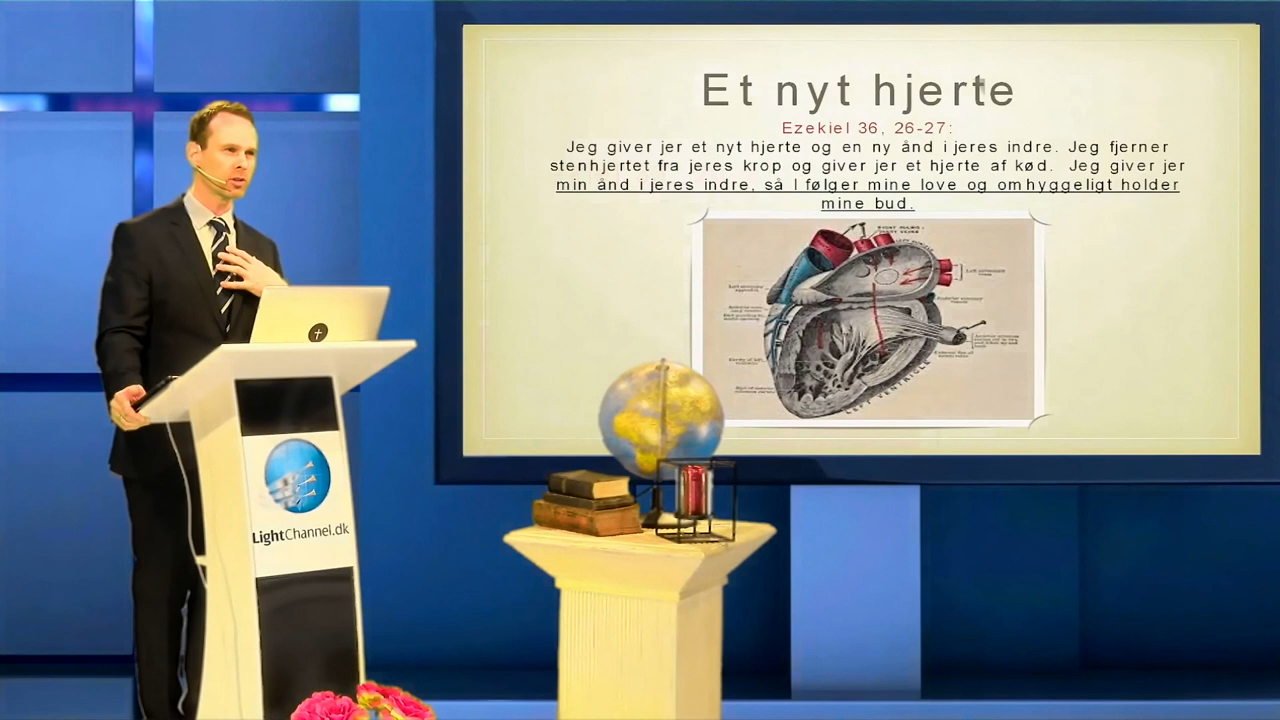 Et nyt hjerte
Ezekiel 36, 26-27:
Jeg giver jer et nyt hjerte og en ny ånd i jeres indre. Jeg fjerner
stenhjertet fra jeres krop og giver jer et hjerte af kød. Jeg giver jer
min ånd i jeres indre, så I følger mine love og omhyggeligt holder
mine bud.
LEFT VENTRICLE
LightChannel.dk